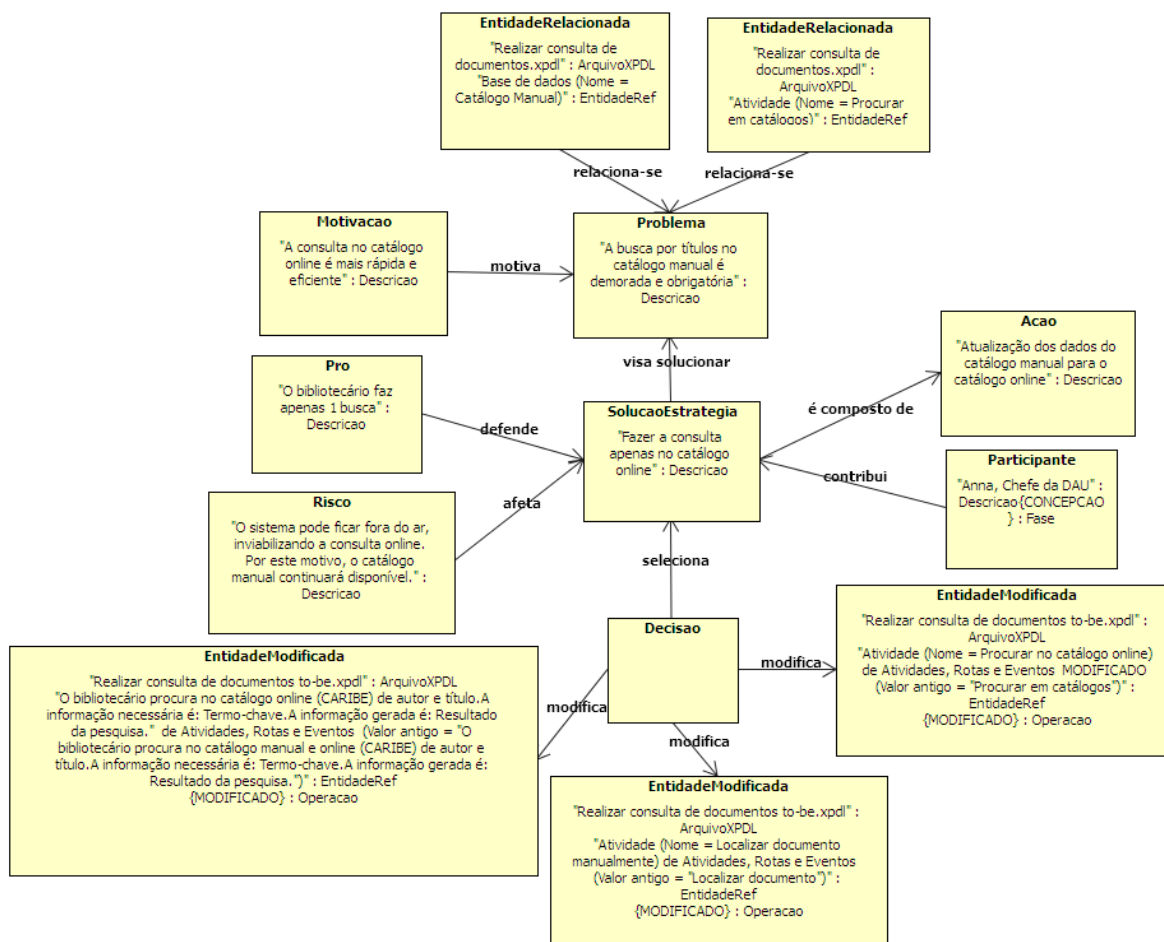 EntidadeRelacionada
"Realizar consulta de
documentos.xpdl" : ArquivoXPDL
"Base de dados (Nome =
Catálogo Manual)" : EntidadeRef
EntidadeRelacionada
"Realizar consulta de
documentos.xpdl" :
ArquivoXPDL
"Atividade (Nome = Procurar
em catálogos)" : EntidadeRef
relaciona-se
relaciona-se
Motivacao
"A consulta no catálogo
online é mais rápida e
eficiente" : Descricao
motiva
Problema
"A busca por títulos no
catálogo manual é
demorada e obrigatória" :
Descricao
visa solucionar
Pro
"O bibliotecário faz
apenas 1 busca" :
Descricao
defende
SolucaoEstrategia
"Fazer a consulta
apenas no catálogo
online" : Descricao
é composto de
Acao
"Atualização dos dados do
catálogo manual para o
catálogo online" : Descricao
contribui
Participante
"Anna, Chefe da DAU" :
Descricao{CONCEPCAO
} : Fase
Risco
"O sistema pode ficar fora do ar,
inviabilizando a consulta online.
Por este motivo, o catálogo
manual continuará disponível." :
Descricao
afeta
seleciona
Decisao
modifica
modifica
modifica
EntidadeModificada
"Realizar consulta de documentos to-be.xpdl" :
ArquivoXPDL
"Atividade (Nome = Procurar no catálogo online)
de Atividades, Rotas e Eventos MODIFICADO
(Valor antigo = "Procurar em catálogos")" :
EntidadeRef
{MODIFICADO} : Operacao
EntidadeModificada
"Realizar consulta de documentos to-be.xpdl" : ArquivoXPDL
"O bibliotecário procura no catálogo online (CARIBE) de autor e título.A
informação necessária é: Termo-chave.A informação gerada é: Resultado
da pesquisa." de Atividades, Rotas e Eventos (Valor antigo = "O
bibliotecário procura no catálogo manual e online (CARIBE) de autor e
título.A informação necessária é: Termo-chave.A informação gerada é:
Resultado da pesquisa.")" : EntidadeRef
{MODIFICADO} : Operacao
EntidadeModificada
"Realizar consulta de documentos to-be.xpdl" :
ArquivoXPDL
"Atividade (Nome = Localizar documento
manualmente) de Atividades, Rotas e Eventos
(Valor antigo = "Localizar documento")" :
EntidadeRef
{MODIFICADO} : Operacao